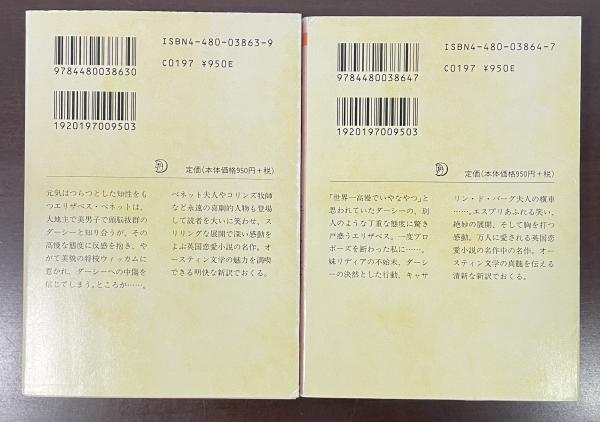 ISBN4-480-03863-9
9784480038630
C0197 ¥950E
1920197009503
定価(本体価格950円+税)
元気はつらつとした知性をも
つエリザベス・ベネットは、
大地主で美男子で頭脳抜群の
ダーシーと知り合うが、その
高慢な態度に反感を抱き、や
がて美貌の将校ウィッカムに
惹かれ、ダーシーへの中傷を
信じてしまう。ところが……。
ベネット夫人やコリンズ牧師
など永遠の喜劇的人物も登場
して読者を大いに笑わせ、ス
リリングな展開で深い感動を
よぶ英国恋愛小説の名作。オ
ースティン文学の魅力を満喫
できる明快な新訳でおくる。
ISBN4-480-03864-7
9784480038647
C0197 ¥950E
1920197009503
定価(本体価格950円+税)
「世界一高慢でいやなやつ」と
思われていたダーシーの、別
人のような丁重な態度に驚き
戸惑うエリザベス。一度プロ
ポーズを断わった私に……。
妹リディアの不始末、ダーシ
ーの決然とした行動、キャサ
リン・ド・バーグ夫人の横車
……。エスプリあふれる笑い、
絶妙の展開、そして胸を打つ
感動。万人に愛される英国恋
愛小説の名作中の名作。オー
スティン文学の真髄を伝える
清新な新訳でおくる。